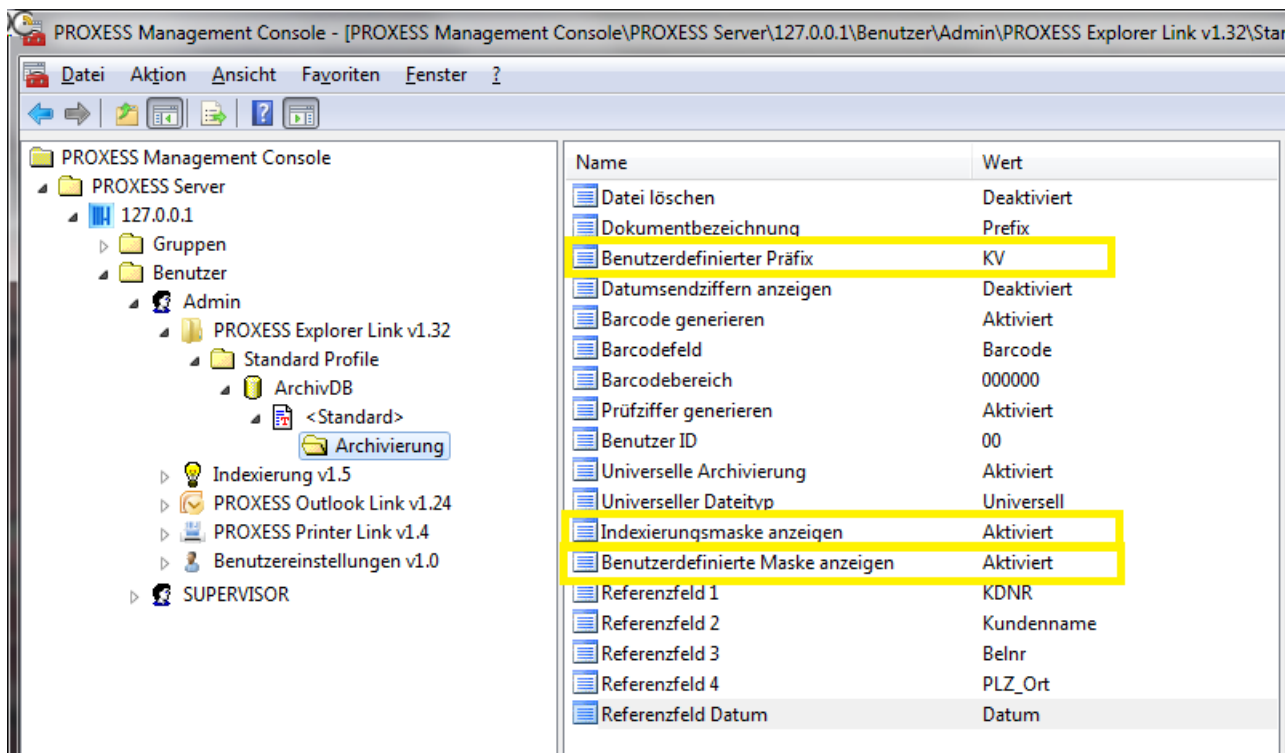 PROXESS Management Console - [PROXESS Management Console\PROXESS Server\127.0.0.1\Benutzer\Admin\PROXESS Explorer Link v1.32\Star
Datei Aktion Ansicht Favoriten Fenster ?
PROXESS Management Console
PROXESS Server
127.0.0.1
Gruppen
Benutzer
Admin
PROXESS Explorer Link v1.32
Standard Profile
ArchivDB
<Standard>
Archivierung
Indexierung v1.5
PROXESS Outlook Link v1.24
PROXESS Printer Link v1.4
Benutzereinstellungen v1.0
SUPERVISOR
Name Wert
Datei löschen Deaktiviert
Dokumentbezeichnung Prefix
Benutzerdefinierter Präfix KV
Datumsendziffern anzeigen Deaktiviert
Barcode generieren Aktiviert
Barcodefeld Barcode
Barcodebereich 000000
Prüfziffer generieren Aktiviert
Benutzer ID 00
Universelle Archivierung Aktiviert
Universeller Dateityp Universell
Indexierungsmaske anzeigen Aktiviert
Benutzerdefinierte Maske anzeigen Aktiviert
Referenzfeld 1 KDNR
Referenzfeld 2 Kundenname
Referenzfeld 3 Belnr
Referenzfeld 4 PLZ_Ort
Referenzfeld Datum Datum